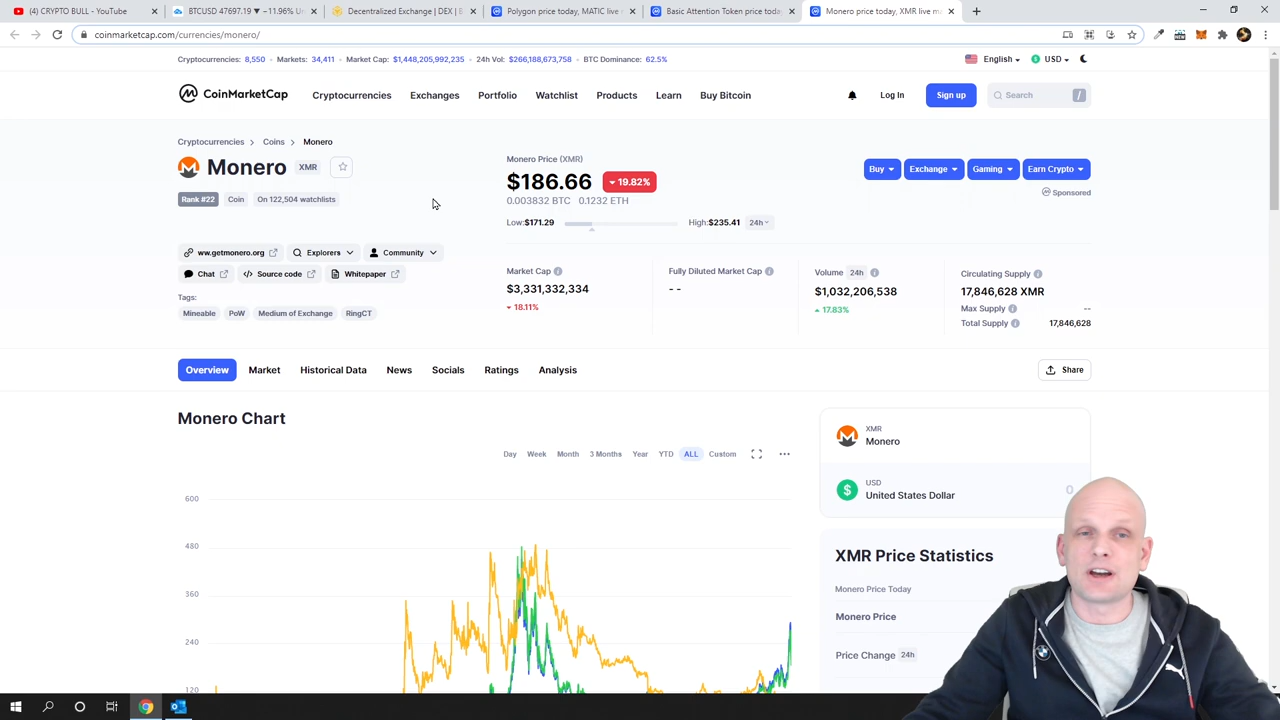 (4) CRYPTO BULL - YouTube
BTCUSD 47697.19 ▼ −11.96% Un
Decentralized Exchange | DEX | B
Polygon price today, MATIC live m
Basic Attention Token price today
Monero price today, XMR live ma
coinmarketcap.com/currencies/monero/
Cryptocurrencies: 8,550 Markets: 34,411 Market Cap: $1,448,205,992,235 24h Vol: $266,188,673,758 BTC Dominance: 62.5%
English USD
CoinMarketCap
Cryptocurrencies Exchanges Portfolio Watchlist Products Learn Buy Bitcoin
Log In Sign up Search /
Cryptocurrencies > Coins > Monero
Monero XMR
Rank #22 Coin On 122,504 watchlists
ww.getmonero.org Explorers Community
Chat Source code Whitepaper
Tags:
Mineable PoW Medium of Exchange RingCT
Monero Price (XMR)
$186.66 19.82%
0.003832 BTC 0.1232 ETH
Low:$171.29 High:$235.41 24h
Buy Exchange Gaming Earn Crypto
Sponsored
Market Cap
$3,331,332,334
18.11%
Fully Diluted Market Cap
- -
Volume 24h
$1,032,206,538
17.83%
Circulating Supply
17,846,628 XMR
Max Supply --
Total Supply 17,846,628
Overview Market Historical Data News Socials Ratings Analysis
Share
Monero Chart
Day Week Month 3 Months Year YTD ALL Custom
600
480
360
240
120
XMR
Monero
USD
United States Dollar
0
XMR Price Statistics
Monero Price Today
Monero Price
Price Change 24h